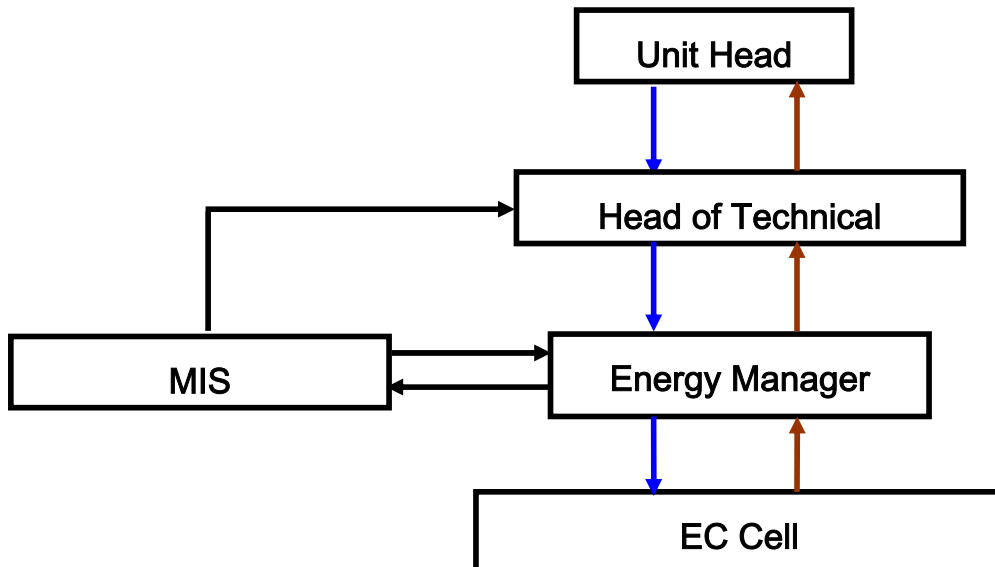 Unit Head
Head of Technical
MIS
Energy Manager
EC Cell